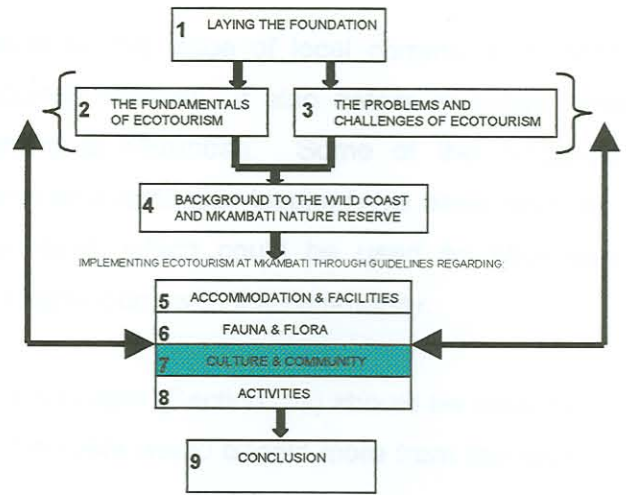 1 LAYING THE FOUNDATION
2 THE FUNDAMENTALS
OF ECOTOURISM
3 THE PROBLEMS AND
CHALLENGES OF ECOTOURISM
4 BACKGROUND TO THE WILD COAST
AND MKAMBATI NATURE RESERVE
IMPLEMENTING ECOTOURISM AT MKAMBATI THROUGH GUIDELINES REGARDING:
5 ACCOMMODATION & FACILITIES
6 FAUNA & FLORA
7 CULTURE & COMMUNITY
8 ACTIVITIES
9 CONCLUSION